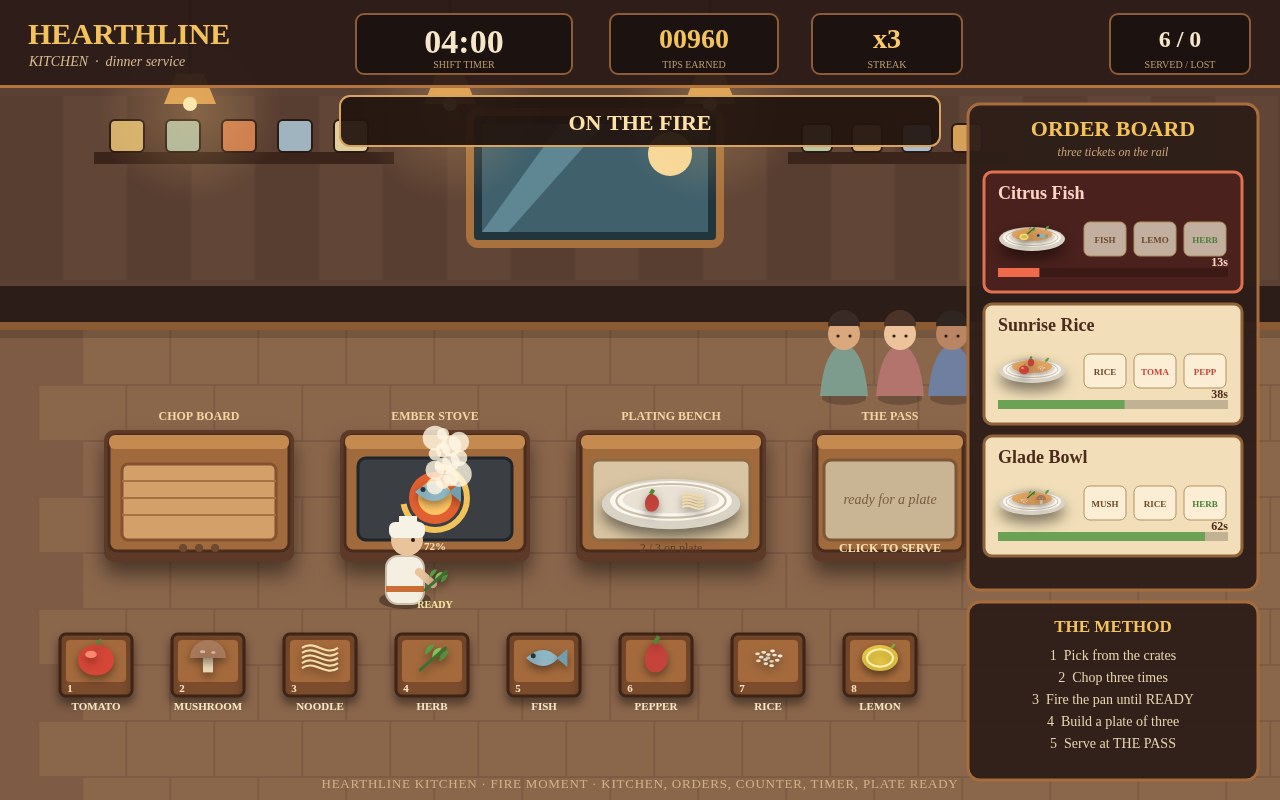 HEARTHLINE
KITCHEN · dinner service
04:00
SHIFT TIMER
00960
TIPS EARNED
x3
STREAK
6 / 0
SERVED / LOST
ON THE FIRE
ORDER BOARD
three tickets on the rail
Citrus Fish
FISH LEMO HERB
13s
Sunrise Rice
RICE TOMA PEPP
38s
Glade Bowl
MUSH RICE HERB
62s
CHOP BOARD
EMBER STOVE
PLATING BENCH
THE PASS
72%
2 / 3 on plate
ready for a plate
CLICK TO SERVE
READY
1 TOMATO
2 MUSHROOM
3 NOODLE
4 HERB
5 FISH
6 PEPPER
7 RICE
8 LEMON
THE METHOD
1 Pick from the crates
2 Chop three times
3 Fire the pan until READY
4 Build a plate of three
5 Serve at THE PASS
HEARTHLINE KITCHEN · FIRE MOMENT · KITCHEN, ORDERS, COUNTER, TIMER, PLATE READY